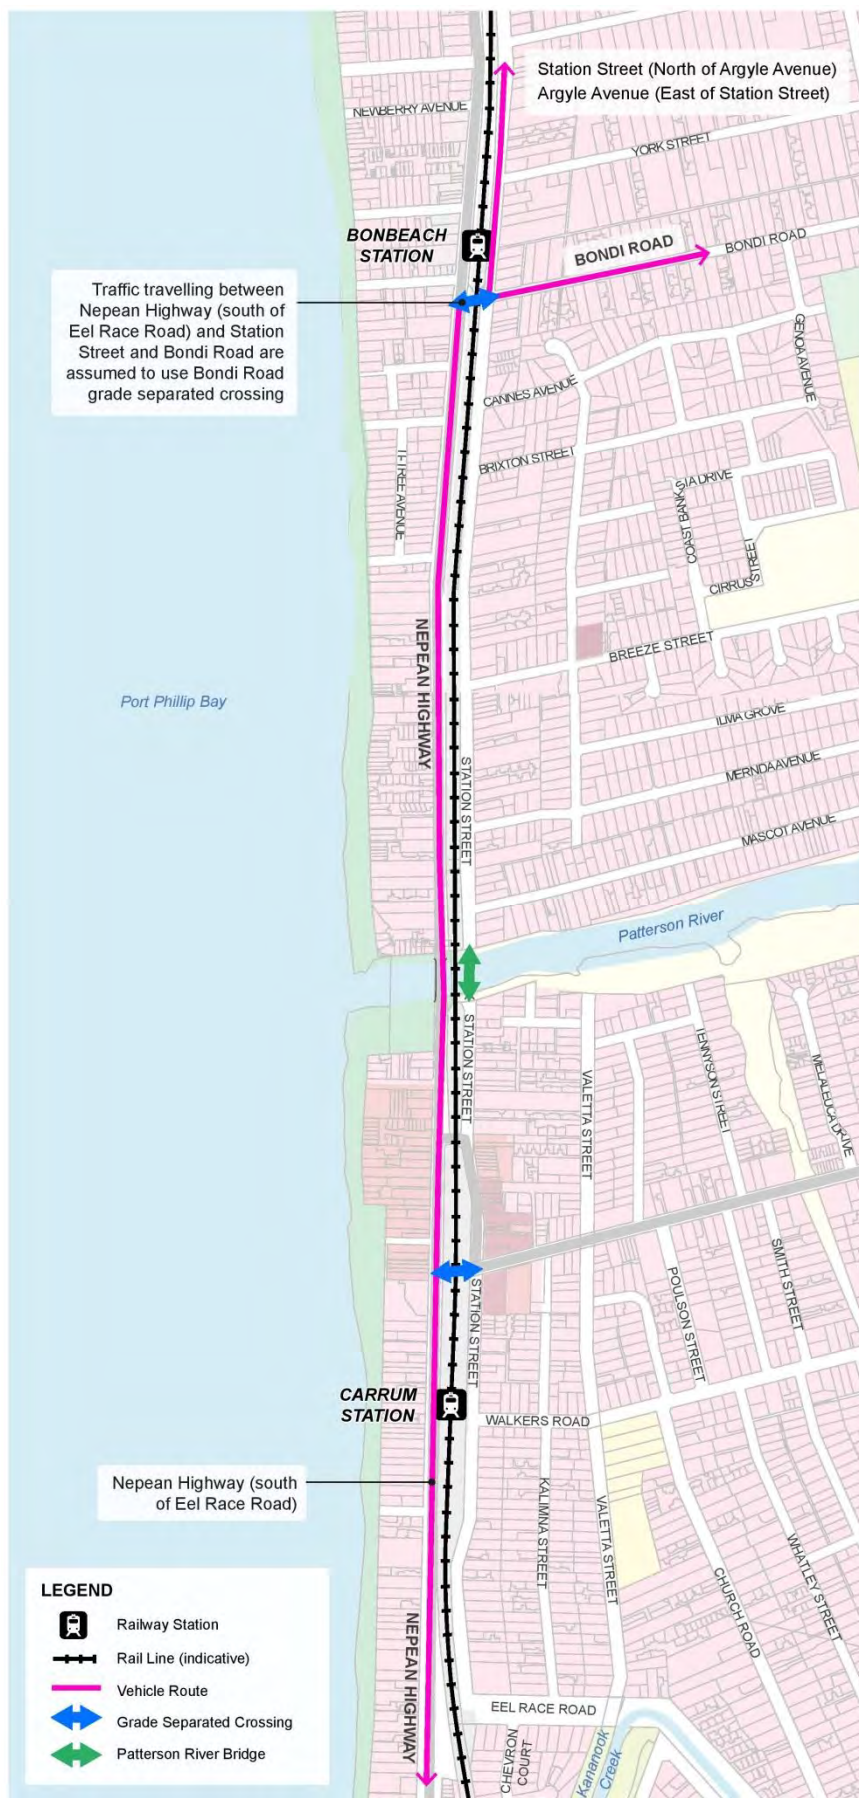 Station Street (North of Argyle Avenue)
Argyle Avenue (East of Station Street)
NEWBERRY AVENUE
YORK STREET
BONBEACH
STATION
BONDI ROAD
BONDI ROAD
Traffic travelling between
Nepean Highway (south of
Eel Race Road) and Station
Street and Bondi Road are
assumed to use Bondi Road
grade separated crossing
GENOA AVENUE
CANNES AVENUE
BRIXTON STREET
TI-TREE AVENUE
STA DRIVE
COAST BANK
CIRRUS
STREET
NEPEAN HIGHWAY
BREEZE STREET
Port Phillip Bay
ILMA GROVE
STATION STREET
MERNDA AVENUE
MASCOT AVENUE
Patterson River
STATION STREET
TENNYSON STREET
MELALEUCA DRIVE
VALETTA STREET
SMITH STREET
POULSON STREET
STATION STREET
CARRUM
STATION
WALKERS ROAD
Nepean Highway (south
of Eel Race Road)
KALIMNA STREET
VALETTA STREET
WHATLEY STREET
CHURCH ROAD
LEGEND
Railway Station
Rail Line (indicative)
Vehicle Route
Grade Separated Crossing
Patterson River Bridge
NEPEAN HIGHWAY
EEL RACE ROAD
CHEVRON
COURT
Kananook
Creek